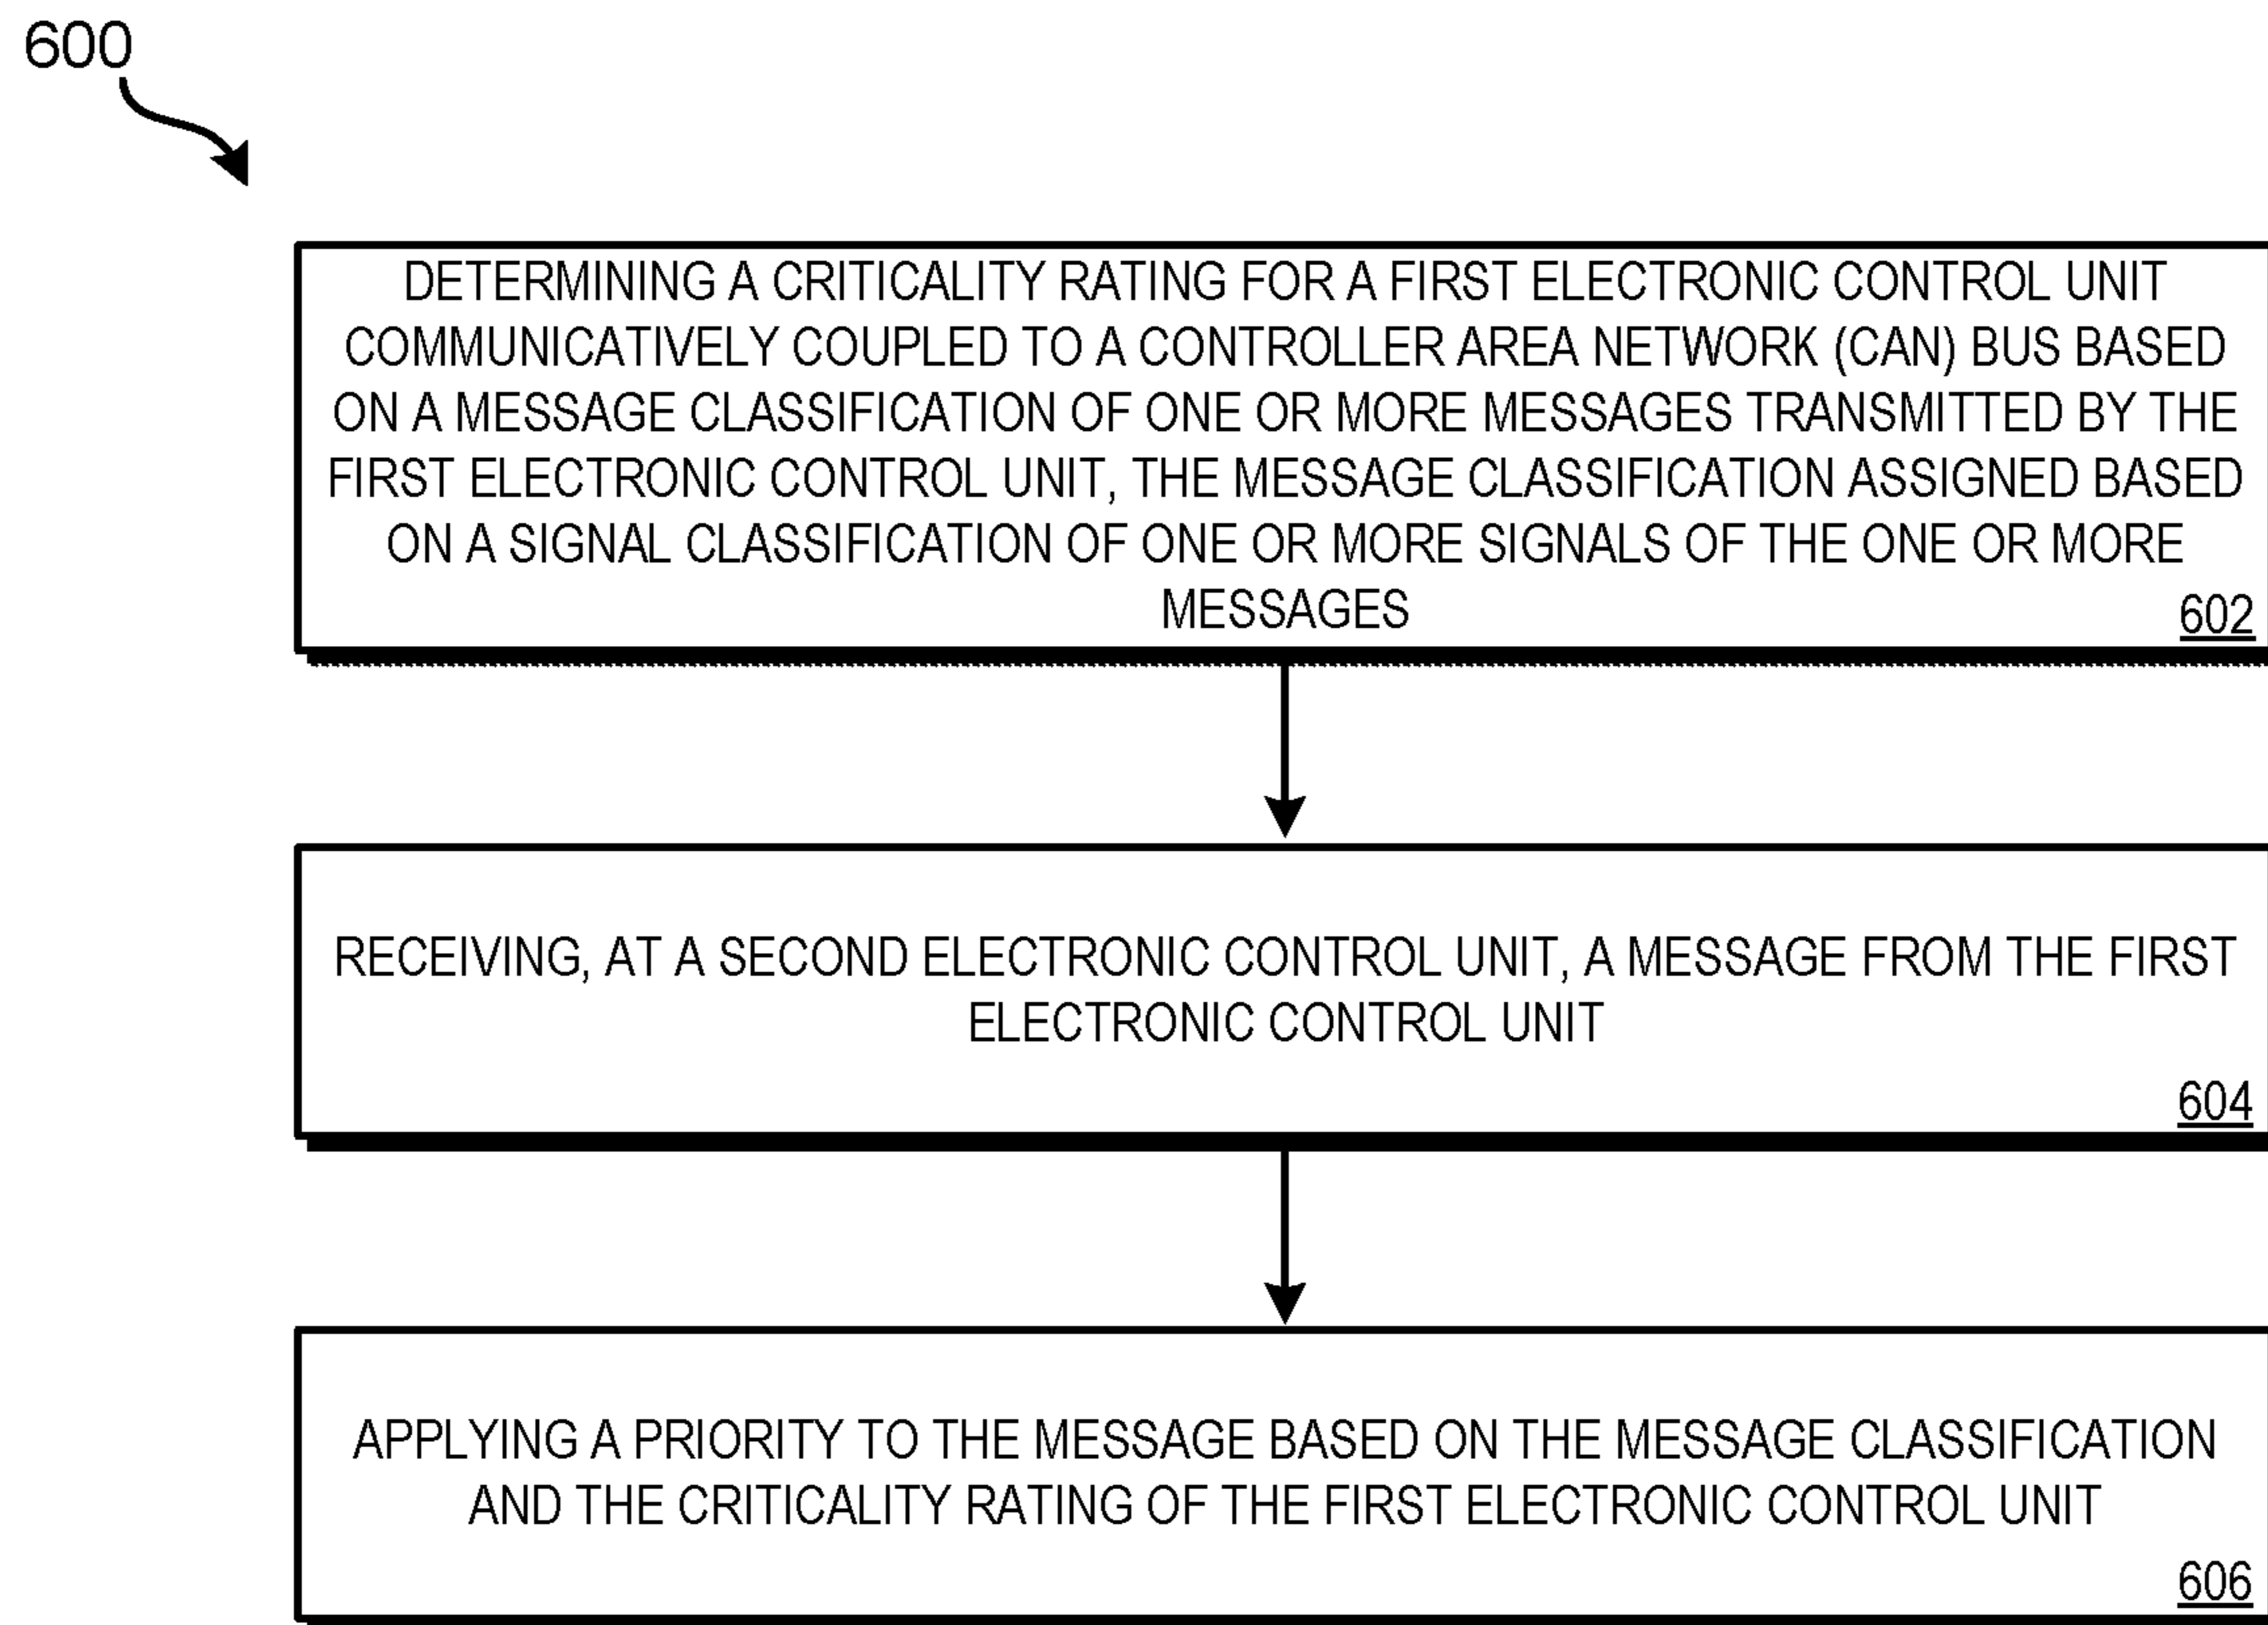 600
DETERMINING A CRITICALITY RATING FOR A FIRST ELECTRONIC CONTROL UNIT
COMMUNICATIVELY COUPLED TO A CONTROLLER AREA NETWORK (CAN) BUS BASED
ON A MESSAGE CLASSIFICATION OF ONE OR MORE MESSAGES TRANSMITTED BY THE
FIRST ELECTRONIC CONTROL UNIT, THE MESSAGE CLASSIFICATION ASSIGNED BASED
ON A SIGNAL CLASSIFICATION OF ONE OR MORE SIGNALS OF THE ONE OR MORE
MESSAGES
602
RECEIVING, AT A SECOND ELECTRONIC CONTROL UNIT, A MESSAGE FROM THE FIRST
ELECTRONIC CONTROL UNIT
604
APPLYING A PRIORITY TO THE MESSAGE BASED ON THE MESSAGE CLASSIFICATION
AND THE CRITICALITY RATING OF THE FIRST ELECTRONIC CONTROL UNIT
606